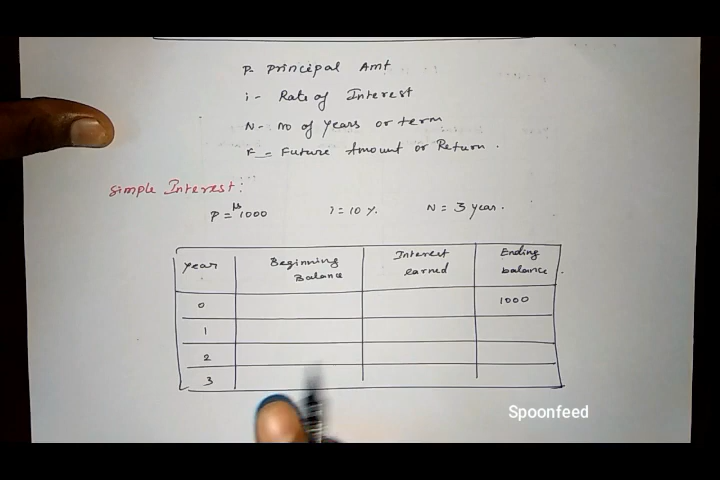 P- Principal Amt
i- Rate of Interest
N- no of Years or term
F- Future Amount or Return.
Simple Interest:
P = Rs 1000 i = 10 % N = 3 year.
Year Beginning Balance Interest earned Ending balance
0 1000
1
2
3
Spoonfeed